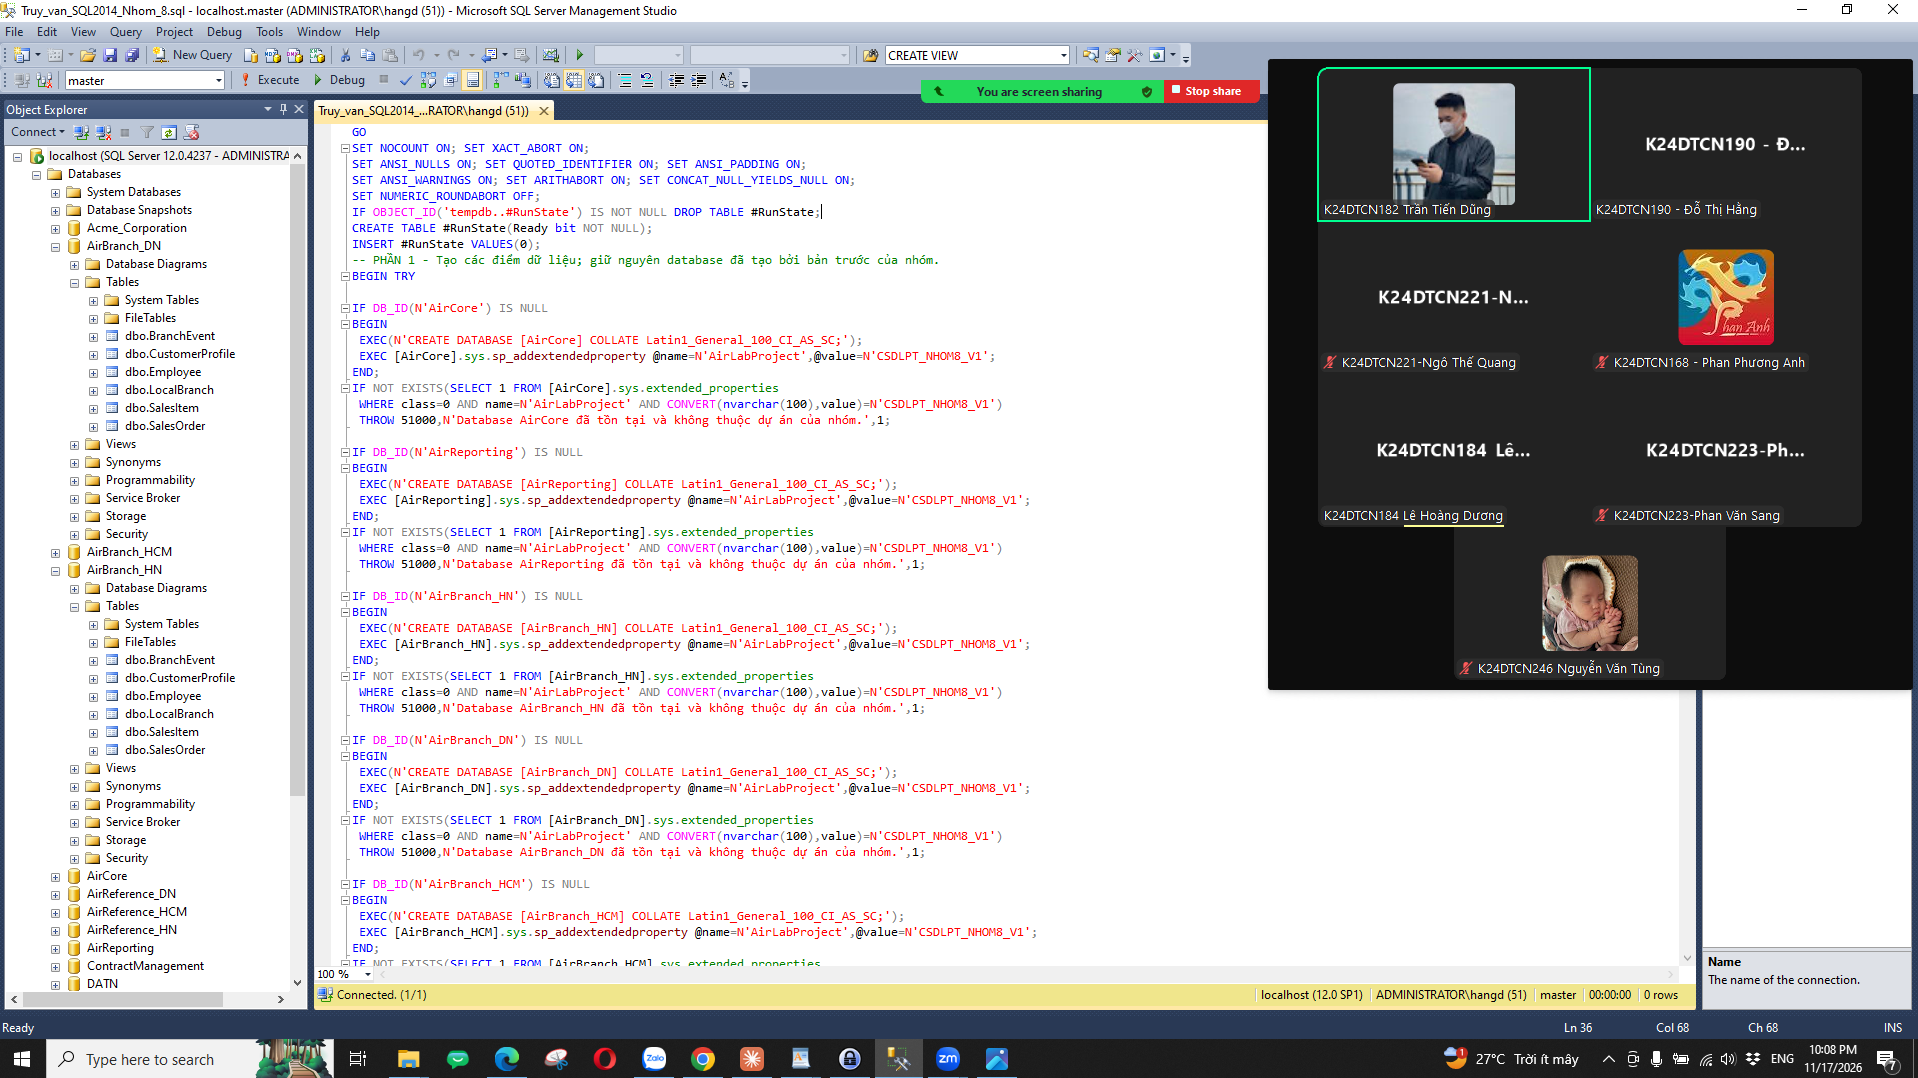 Truy_van_SQL2014_Nhom_8.sql - localhost.master (ADMINISTRATOR\hangd (51)) - Microsoft SQL Server Management Studio
File Edit View Query Project Debug Tools Window Help
New Query CREATE VIEW
master Execute Debug
You are screen sharing Stop share
Object Explorer
Connect
localhost (SQL Server 12.0.4237 - ADMINISTRA
Databases
System Databases
Database Snapshots
Acme_Corporation
AirBranch_DN
Database Diagrams
Tables
System Tables
FileTables
dbo.BranchEvent
dbo.CustomerProfile
dbo.Employee
dbo.LocalBranch
dbo.SalesItem
dbo.SalesOrder
Views
Synonyms
Programmability
Service Broker
Storage
Security
AirBranch_HCM
AirBranch_HN
Database Diagrams
Tables
System Tables
FileTables
dbo.BranchEvent
dbo.CustomerProfile
dbo.Employee
dbo.LocalBranch
dbo.SalesItem
dbo.SalesOrder
Views
Synonyms
Programmability
Service Broker
Storage
Security
AirCore
AirReference_DN
AirReference_HCM
AirReference_HN
AirReporting
ContractManagement
DATN
Truy_van_SQL2014_...RATOR\hangd (51))
GO
SET NOCOUNT ON; SET XACT_ABORT ON;
SET ANSI_NULLS ON; SET QUOTED_IDENTIFIER ON; SET ANSI_PADDING ON;
SET ANSI_WARNINGS ON; SET ARITHABORT ON; SET CONCAT_NULL_YIELDS_NULL ON;
SET NUMERIC_ROUNDABORT OFF;
IF OBJECT_ID('tempdb..#RunState') IS NOT NULL DROP TABLE #RunState;
CREATE TABLE #RunState(Ready bit NOT NULL);
INSERT #RunState VALUES(0);
-- PHẦN 1 - Tạo các điểm dữ liệu; giữ nguyên database đã tạo bởi bản trước của nhóm.
BEGIN TRY
IF DB_ID(N'AirCore') IS NULL
BEGIN
EXEC(N'CREATE DATABASE [AirCore] COLLATE Latin1_General_100_CI_AS_SC;');
EXEC [AirCore].sys.sp_addextendedproperty @name=N'AirLabProject',@value=N'CSDLPT_NHOM8_V1';
END;
IF NOT EXISTS(SELECT 1 FROM [AirCore].sys.extended_properties
WHERE class=0 AND name=N'AirLabProject' AND CONVERT(nvarchar(100),value)=N'CSDLPT_NHOM8_V1')
THROW 51000,N'Database AirCore đã tồn tại và không thuộc dự án của nhóm.',1;
IF DB_ID(N'AirReporting') IS NULL
BEGIN
EXEC(N'CREATE DATABASE [AirReporting] COLLATE Latin1_General_100_CI_AS_SC;');
EXEC [AirReporting].sys.sp_addextendedproperty @name=N'AirLabProject',@value=N'CSDLPT_NHOM8_V1';
END;
IF NOT EXISTS(SELECT 1 FROM [AirReporting].sys.extended_properties
WHERE class=0 AND name=N'AirLabProject' AND CONVERT(nvarchar(100),value)=N'CSDLPT_NHOM8_V1')
THROW 51000,N'Database AirReporting đã tồn tại và không thuộc dự án của nhóm.',1;
IF DB_ID(N'AirBranch_HN') IS NULL
BEGIN
EXEC(N'CREATE DATABASE [AirBranch_HN] COLLATE Latin1_General_100_CI_AS_SC;');
EXEC [AirBranch_HN].sys.sp_addextendedproperty @name=N'AirLabProject',@value=N'CSDLPT_NHOM8_V1';
END;
IF NOT EXISTS(SELECT 1 FROM [AirBranch_HN].sys.extended_properties
WHERE class=0 AND name=N'AirLabProject' AND CONVERT(nvarchar(100),value)=N'CSDLPT_NHOM8_V1')
THROW 51000,N'Database AirBranch_HN đã tồn tại và không thuộc dự án của nhóm.',1;
IF DB_ID(N'AirBranch_DN') IS NULL
BEGIN
EXEC(N'CREATE DATABASE [AirBranch_DN] COLLATE Latin1_General_100_CI_AS_SC;');
EXEC [AirBranch_DN].sys.sp_addextendedproperty @name=N'AirLabProject',@value=N'CSDLPT_NHOM8_V1';
END;
IF NOT EXISTS(SELECT 1 FROM [AirBranch_DN].sys.extended_properties
WHERE class=0 AND name=N'AirLabProject' AND CONVERT(nvarchar(100),value)=N'CSDLPT_NHOM8_V1')
THROW 51000,N'Database AirBranch_DN đã tồn tại và không thuộc dự án của nhóm.',1;
IF DB_ID(N'AirBranch_HCM') IS NULL
BEGIN
EXEC(N'CREATE DATABASE [AirBranch_HCM] COLLATE Latin1_General_100_CI_AS_SC;');
EXEC [AirBranch_HCM].sys.sp_addextendedproperty @name=N'AirLabProject',@value=N'CSDLPT_NHOM8_V1';
END;
IF NOT EXISTS(SELECT 1 FROM [AirBranch_HCM].sys.extended_properties
100 %
Connected. (1/1) localhost (12.0 SP1) ADMINISTRATOR\hangd (51) master 00:00:00 0 rows
K24DTCN182 Trần Tiến Dũng
K24DTCN190 - Đ...
K24DTCN190 - Đỗ Thị Hằng
K24DTCN221-N...
K24DTCN221-Ngô Thế Quang
Phan Anh
K24DTCN168 - Phan Phương Anh
K24DTCN184 Lê...
K24DTCN184 Lê Hoàng Dương
K24DTCN223-Ph...
K24DTCN223-Phan Văn Sang
K24DTCN246 Nguyễn Văn Tùng
Name
The name of the connection.
Ready Ln 36 Col 68 Ch 68 INS
Type here to search
Zalo
zm
27°C Trời ít mây
ENG
10:08 PM
11/17/2026
7